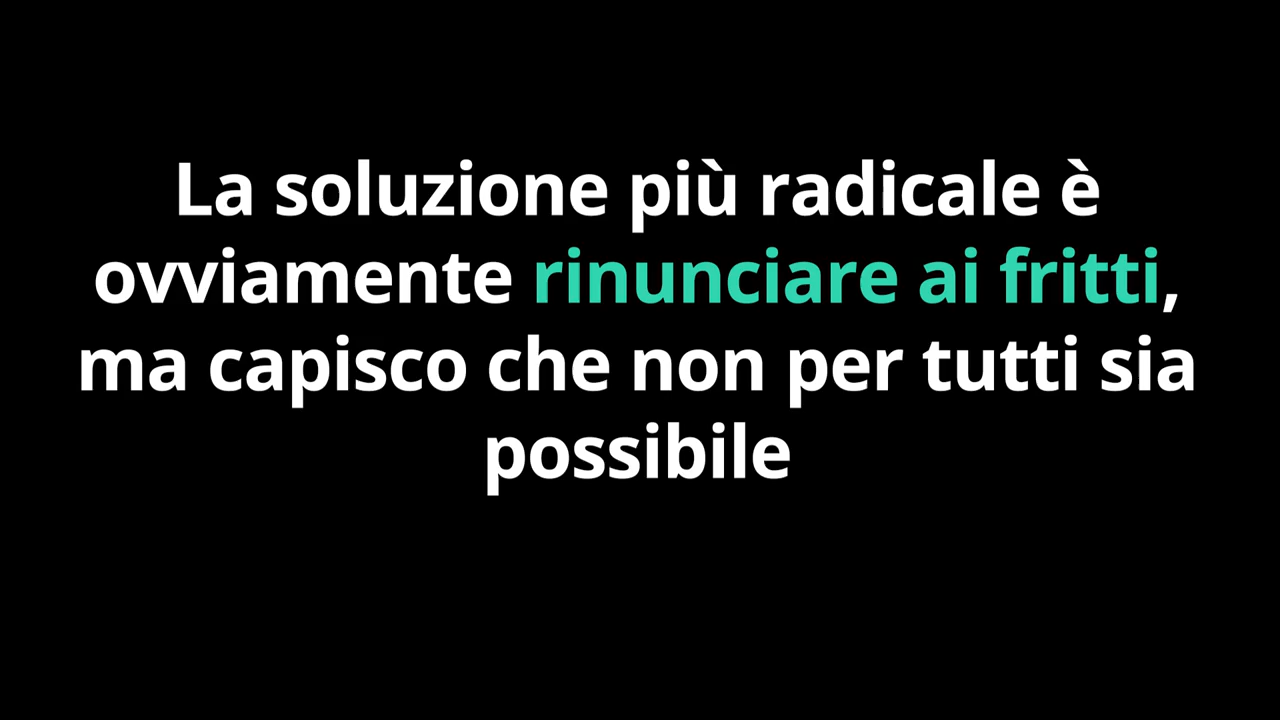 La soluzione più radicale è
ovviamente rinunciare ai fritti,
ma capisco che non per tutti sia
possibile